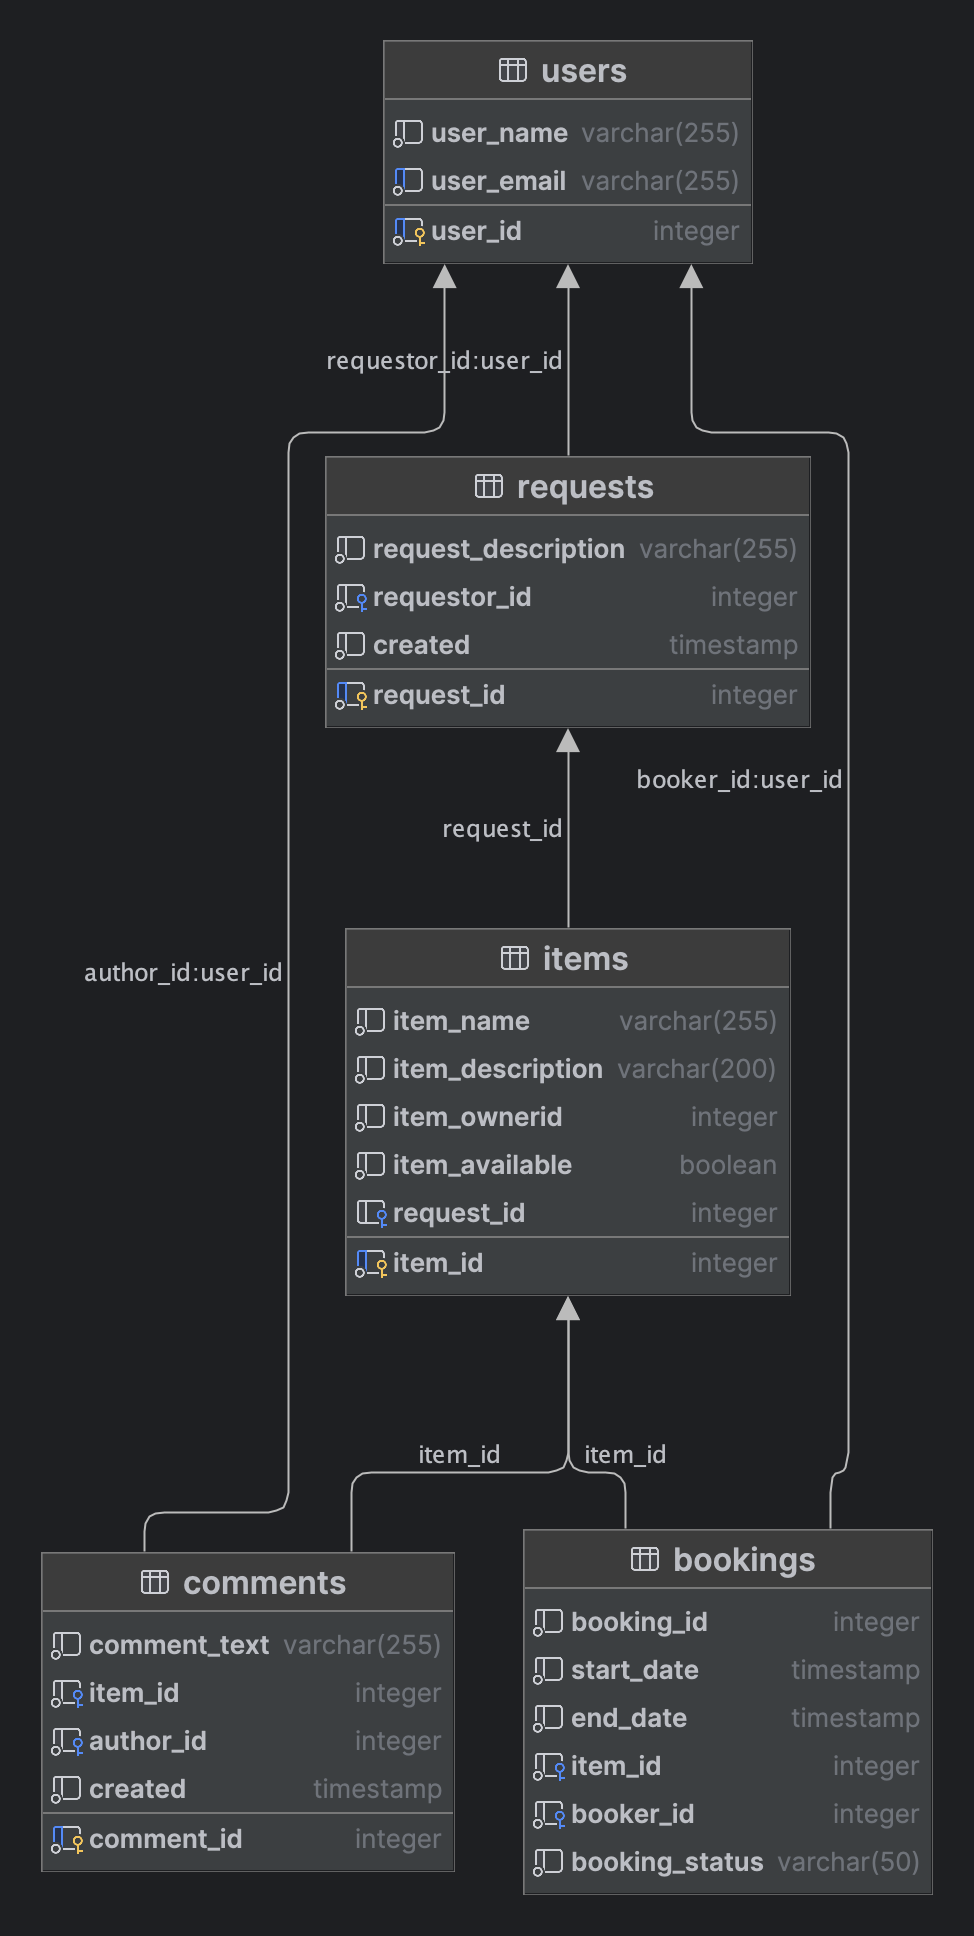 users
user_name varchar(255)
user_email varchar(255)
user_id integer
requestor_id:user_id
requests
request_description varchar(255)
requestor_id integer
created timestamp
request_id integer
booker_id:user_id
request_id
items
author_id:user_id
item_name varchar(255)
item_description varchar(200)
item_ownerid integer
item_available boolean
request_id integer
item_id integer
item_id item_id
comments
comment_text varchar(255)
item_id integer
author_id integer
created timestamp
comment_id integer
bookings
booking_id integer
start_date timestamp
end_date timestamp
item_id integer
booker_id integer
booking_status varchar(50)